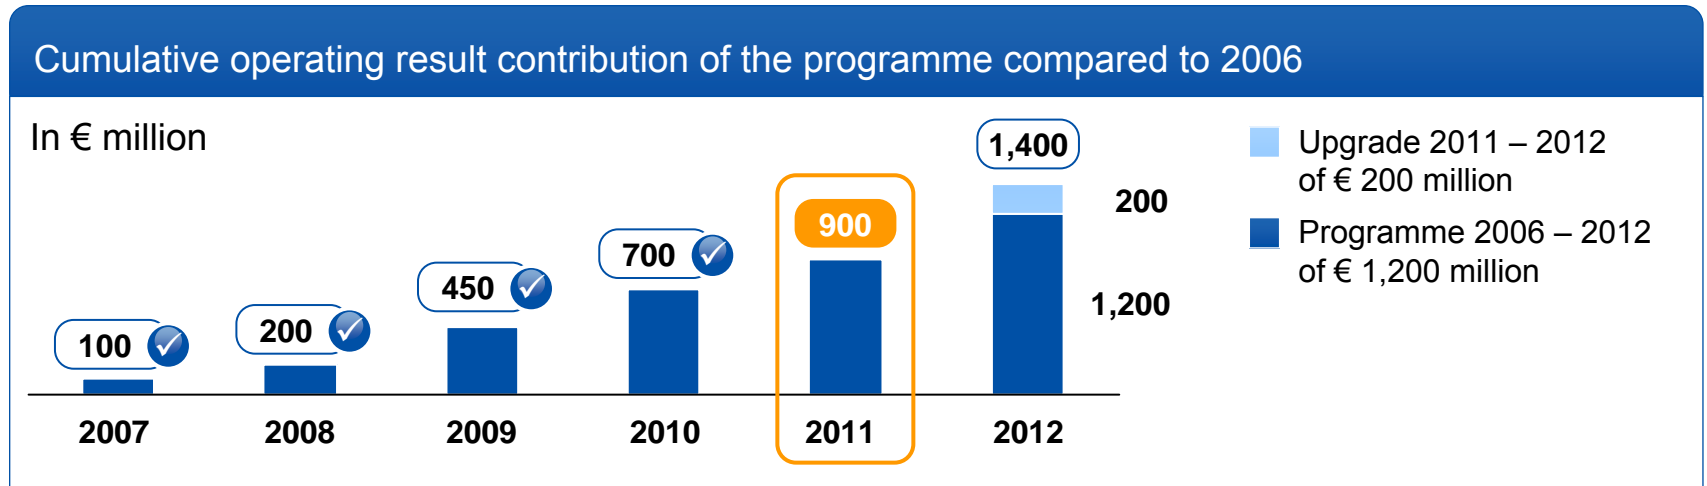 Cumulative operating result contribution of the programme compared to 2006
In € million
1,400
Upgrade 2011 – 2012
of € 200 million
200
900
Programme 2006 – 2012
of € 1,200 million
700
450
1,200
200
100
2007 2008 2009 2010 2011 2012